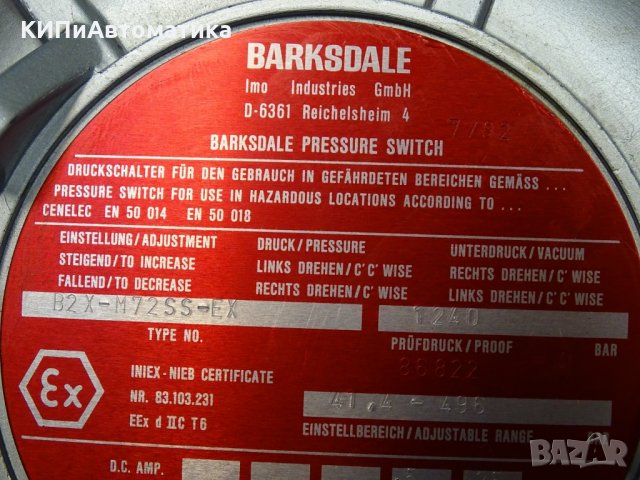 КИПиАвтоматика
BARKSDALE
Imo Industries GmbH
D-6361 Reichelsheim 4
7/92
BARKSDALE PRESSURE SWITCH
DRUCKSCHALTER FÜR DEN GEBRAUCH IN GEFÄHRDETEN BEREICHEN GEMÄSS ...
PRESSURE SWITCH FOR USE IN HAZARDOUS LOCATIONS ACCORDING TO ...
CENELEC EN 50 014 EN 50 018
EINSTELLUNG/ADJUSTMENT DRUCK/PRESSURE UNTERDRUCK/VACUUM
STEIGEND/TO INCREASE LINKS DREHEN/C'C'WISE RECHTS DREHEN/C'WISE
FALLEND/TO DECREASE RECHTS DREHEN/C'WISE LINKS DREHEN/C'C'WISE
B2X-M72SS-EX 1240
TYPE NO. PRÜFDRUCK/PROOF BAR
86822
Ex INIEX-NIEB CERTIFICATE
NR. 83.103.231 41,4 - 496
EEx d IIC T6 EINSTELLBEREICH/ADJUSTABLE RANGE
D.C. AMP.
BAZAR